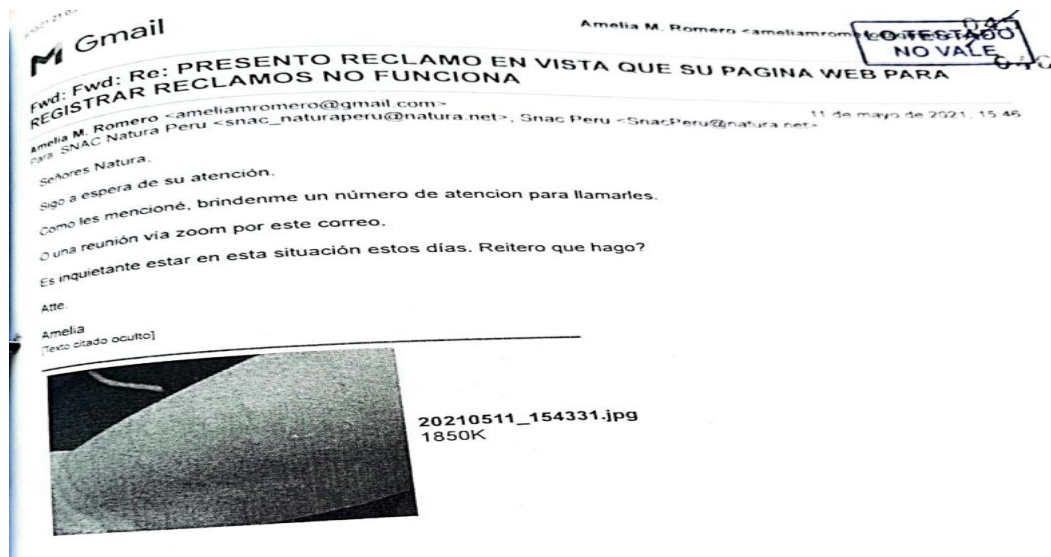 Gmail
Amelia M. Romero
LO TESTADO
NO VALE
Fwd: Fwd: Re: PRESENTO RECLAMO EN VISTA QUE SU PAGINA WEB PARA
REGISTRAR RECLAMOS NO FUNCIONA
Amelia M. Romero <ameliamromero@gmail.com>
11 de mayo de 2021, 15:46
Para: SNAC Natura Peru <snac_naturaperu@natura.net>, Snac Peru <SnacPeru@natura.net>
Señores Natura,
Sigo a espera de su atención.
Como les mencioné, brindenme un número de atencion para llamarles.
O una reunión vía zoom por este correo.
Es inquietante estar en esta situación estos días. Reitero que hago?
Atte.
Amelia
[Texto citado oculto]
20210511_154331.jpg
1850K